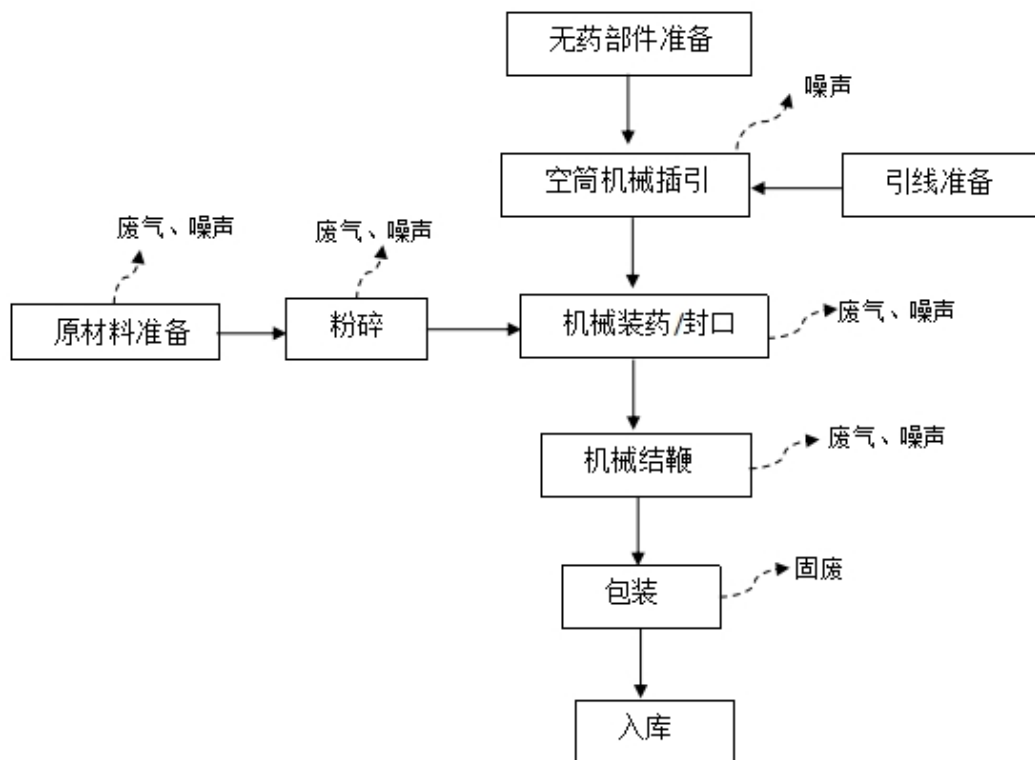 无药部件准备
噪声
空筒机械插引
引线准备
废气、噪声
废气、噪声
原材料准备
粉碎
机械装药/封口
废气、噪声
机械结鞭
废气、噪声
包装
固废
入库